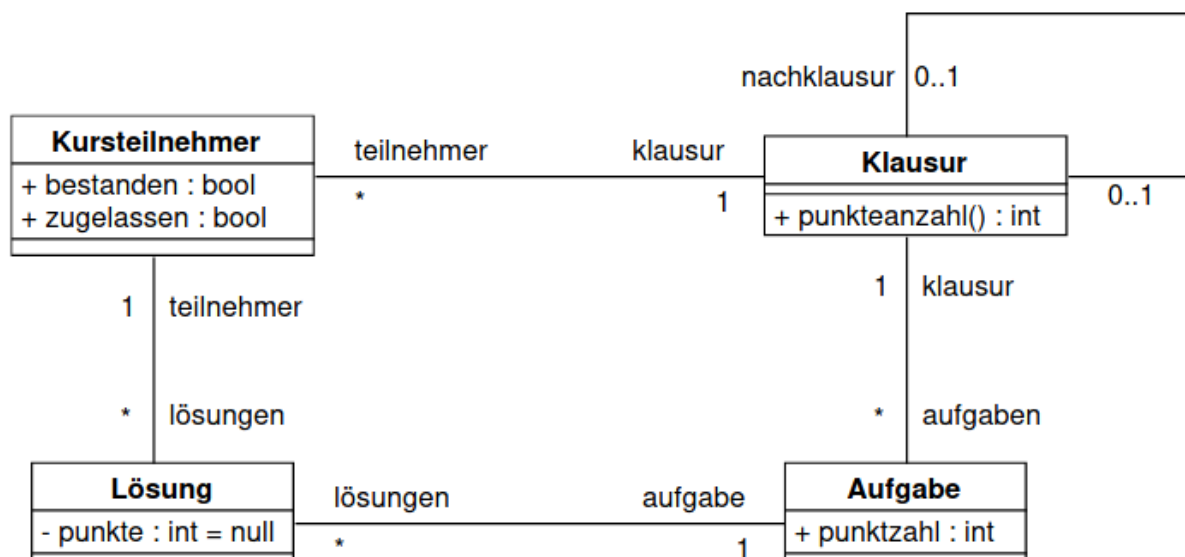 nachklausur 0..1
Kursteilnehmer
+ bestanden : bool
+ zugelassen : bool
teilnehmer klausur
* 1
Klausur
+ punkteanzahl() : int
0..1
1 teilnehmer
1 klausur
* lösungen
* aufgaben
Lösung
- punkte : int = null
lösungen aufgabe
* 1
Aufgabe
+ punktzahl : int